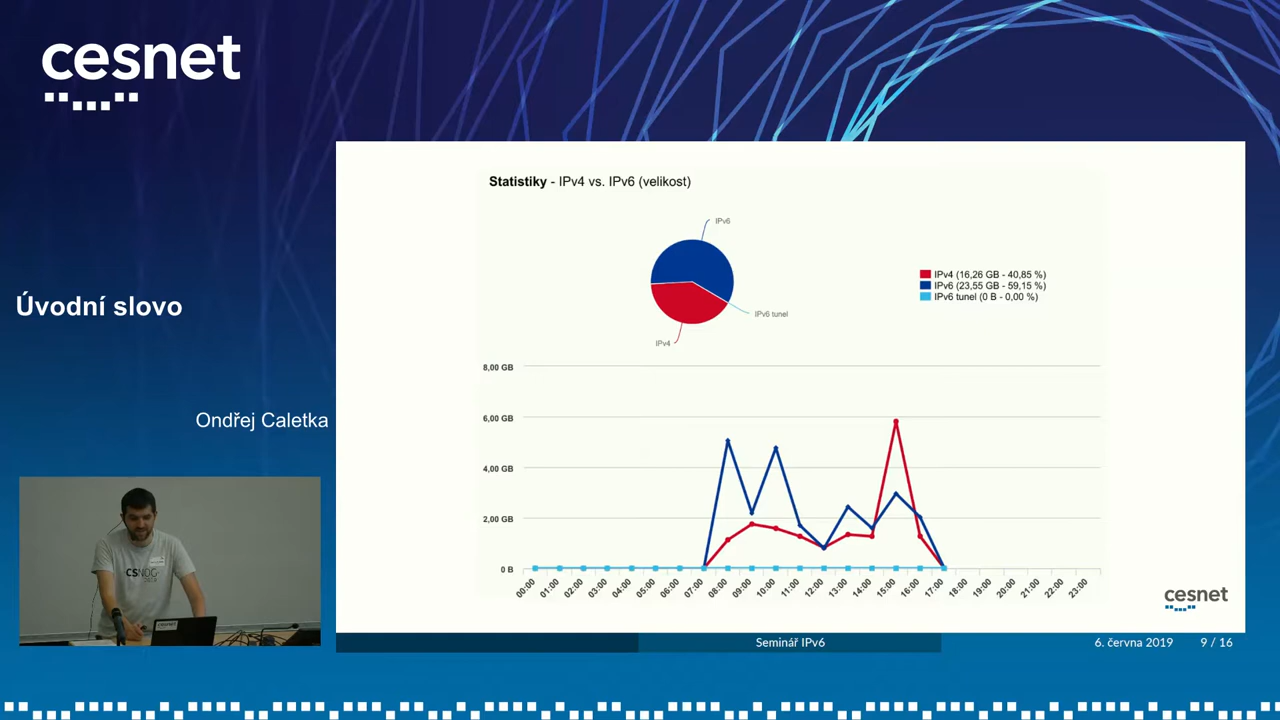 cesnet
Statistiky - IPv4 vs. IPv6 (velikost)
IPv6
IPv6 tunel
IPv4
IPv4 (16,26 GB - 40,85 %)
IPv6 (23,55 GB - 59,15 %)
IPv6 tunel (0 B - 0,00 %)
Úvodní slovo
Ondřej Caletka
8,00 GB
6,00 GB
4,00 GB
2,00 GB
0 B
00:00 01:00 02:00 03:00 04:00 05:00 06:00 07:00 08:00 09:00 10:00 11:00 12:00 13:00 14:00 15:00 16:00 17:00 18:00 19:00 20:00 21:00 22:00 23:00
CSNOG
cesnet
cesnet
Seminář IPv6
6. června 2019
9 / 16